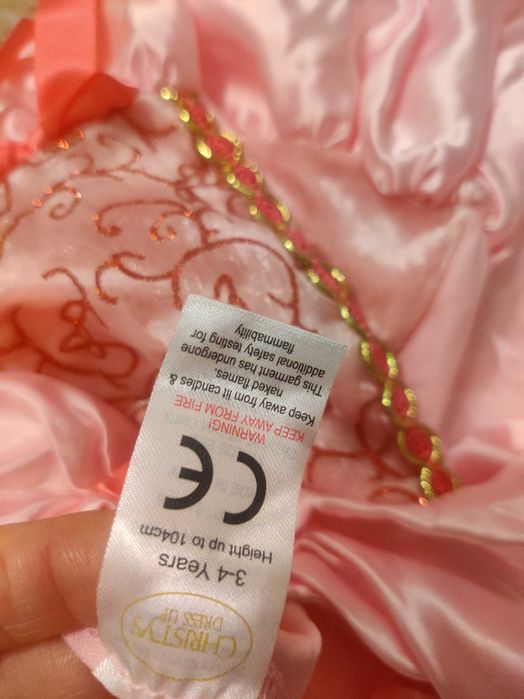 CHRISTYS
DRESS UP
3-4 Years
Height up to 104cm
CE
WARNING!
KEEP AWAY FROM FIRE
Keep away from lit candles &
naked flames.
This garment has undergone
additional safety testing for
flammability